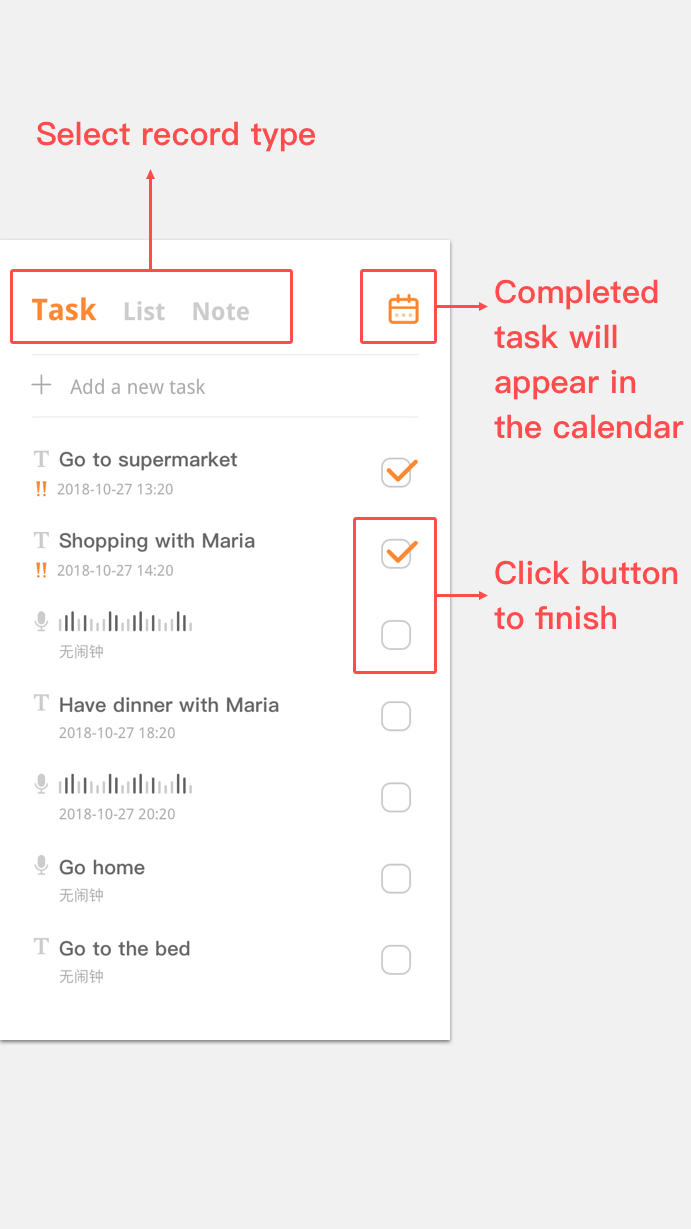 Select record type
Task List Note
Completed
task will
appear in
the calendar
Add a new task
T Go to supermarket
!! 2018-10-27 13:20
T Shopping with Maria
!! 2018-10-27 14:20
Click button
to finish
无闹钟
T Have dinner with Maria
2018-10-27 18:20
2018-10-27 20:20
Go home
无闹钟
T Go to the bed
无闹钟